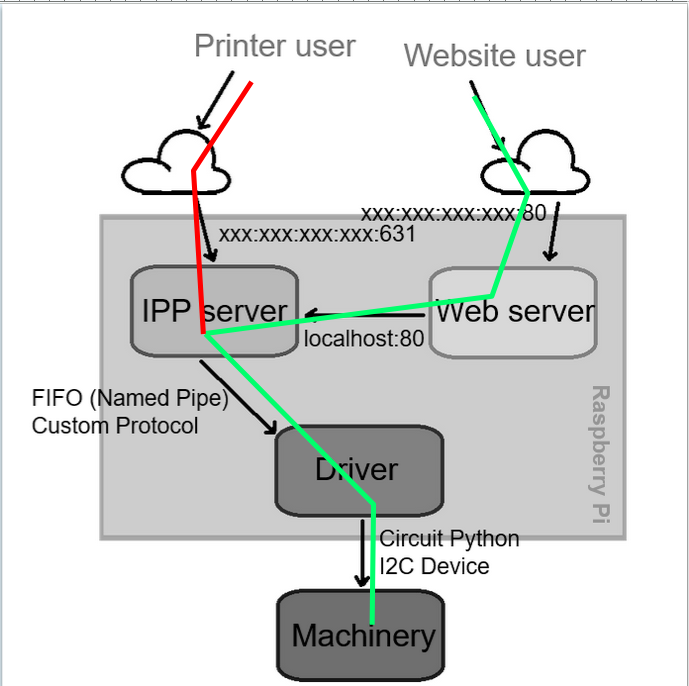 Printer user
Website user
xxx:xxx:xxx:xxx:80
xxx:xxx:xxx:xxx:631
IPP server
Web server
localhost:80
FIFO (Named Pipe)
Custom Protocol
Raspberry Pi
Driver
Circuit Python
I2C Device
Machinery